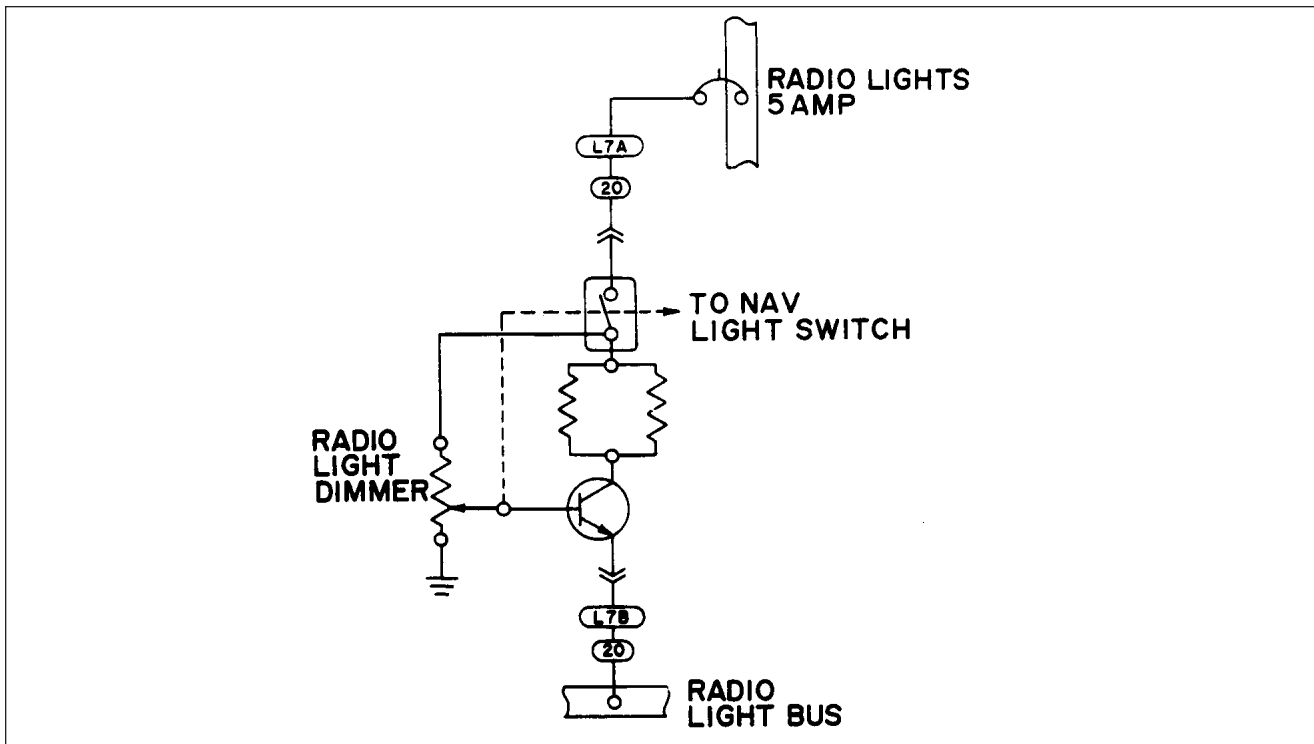 RADIO LIGHTS
5 AMP
L7A
20
TO NAV
LIGHT SWITCH
RADIO
LIGHT
DIMMER
L7B
20
RADIO
LIGHT BUS